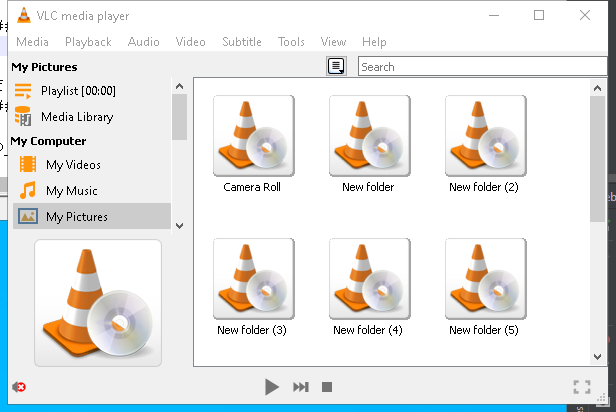 VLC media player
Media Playback Audio Video Subtitle Tools View Help
My Pictures
Search
Playlist [00:00]
Media Library
My Computer
My Videos
My Music
My Pictures
Camera Roll
New folder
New folder (2)
New folder (3)
New folder (4)
New folder (5)